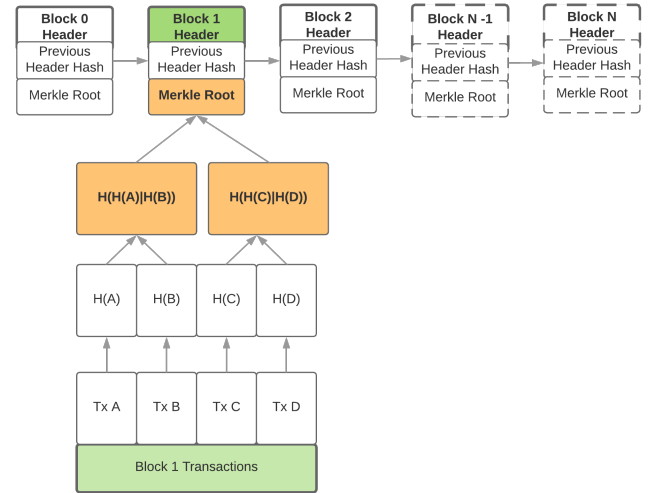 Block 0
Header
Previous
Header Hash
Merkle Root
Block 1
Header
Previous
Header Hash
Merkle Root
Block 2
Header
Previous
Header Hash
Merkle Root
Block N -1
Header
Previous
Header Hash
Merkle Root
Block N
Header
Previous
Header Hash
Merkle Root
H(H(A)|H(B))
H(H(C)|H(D))
H(A)
H(B)
H(C)
H(D)
Tx A
Tx B
Tx C
Tx D
Block 1 Transactions